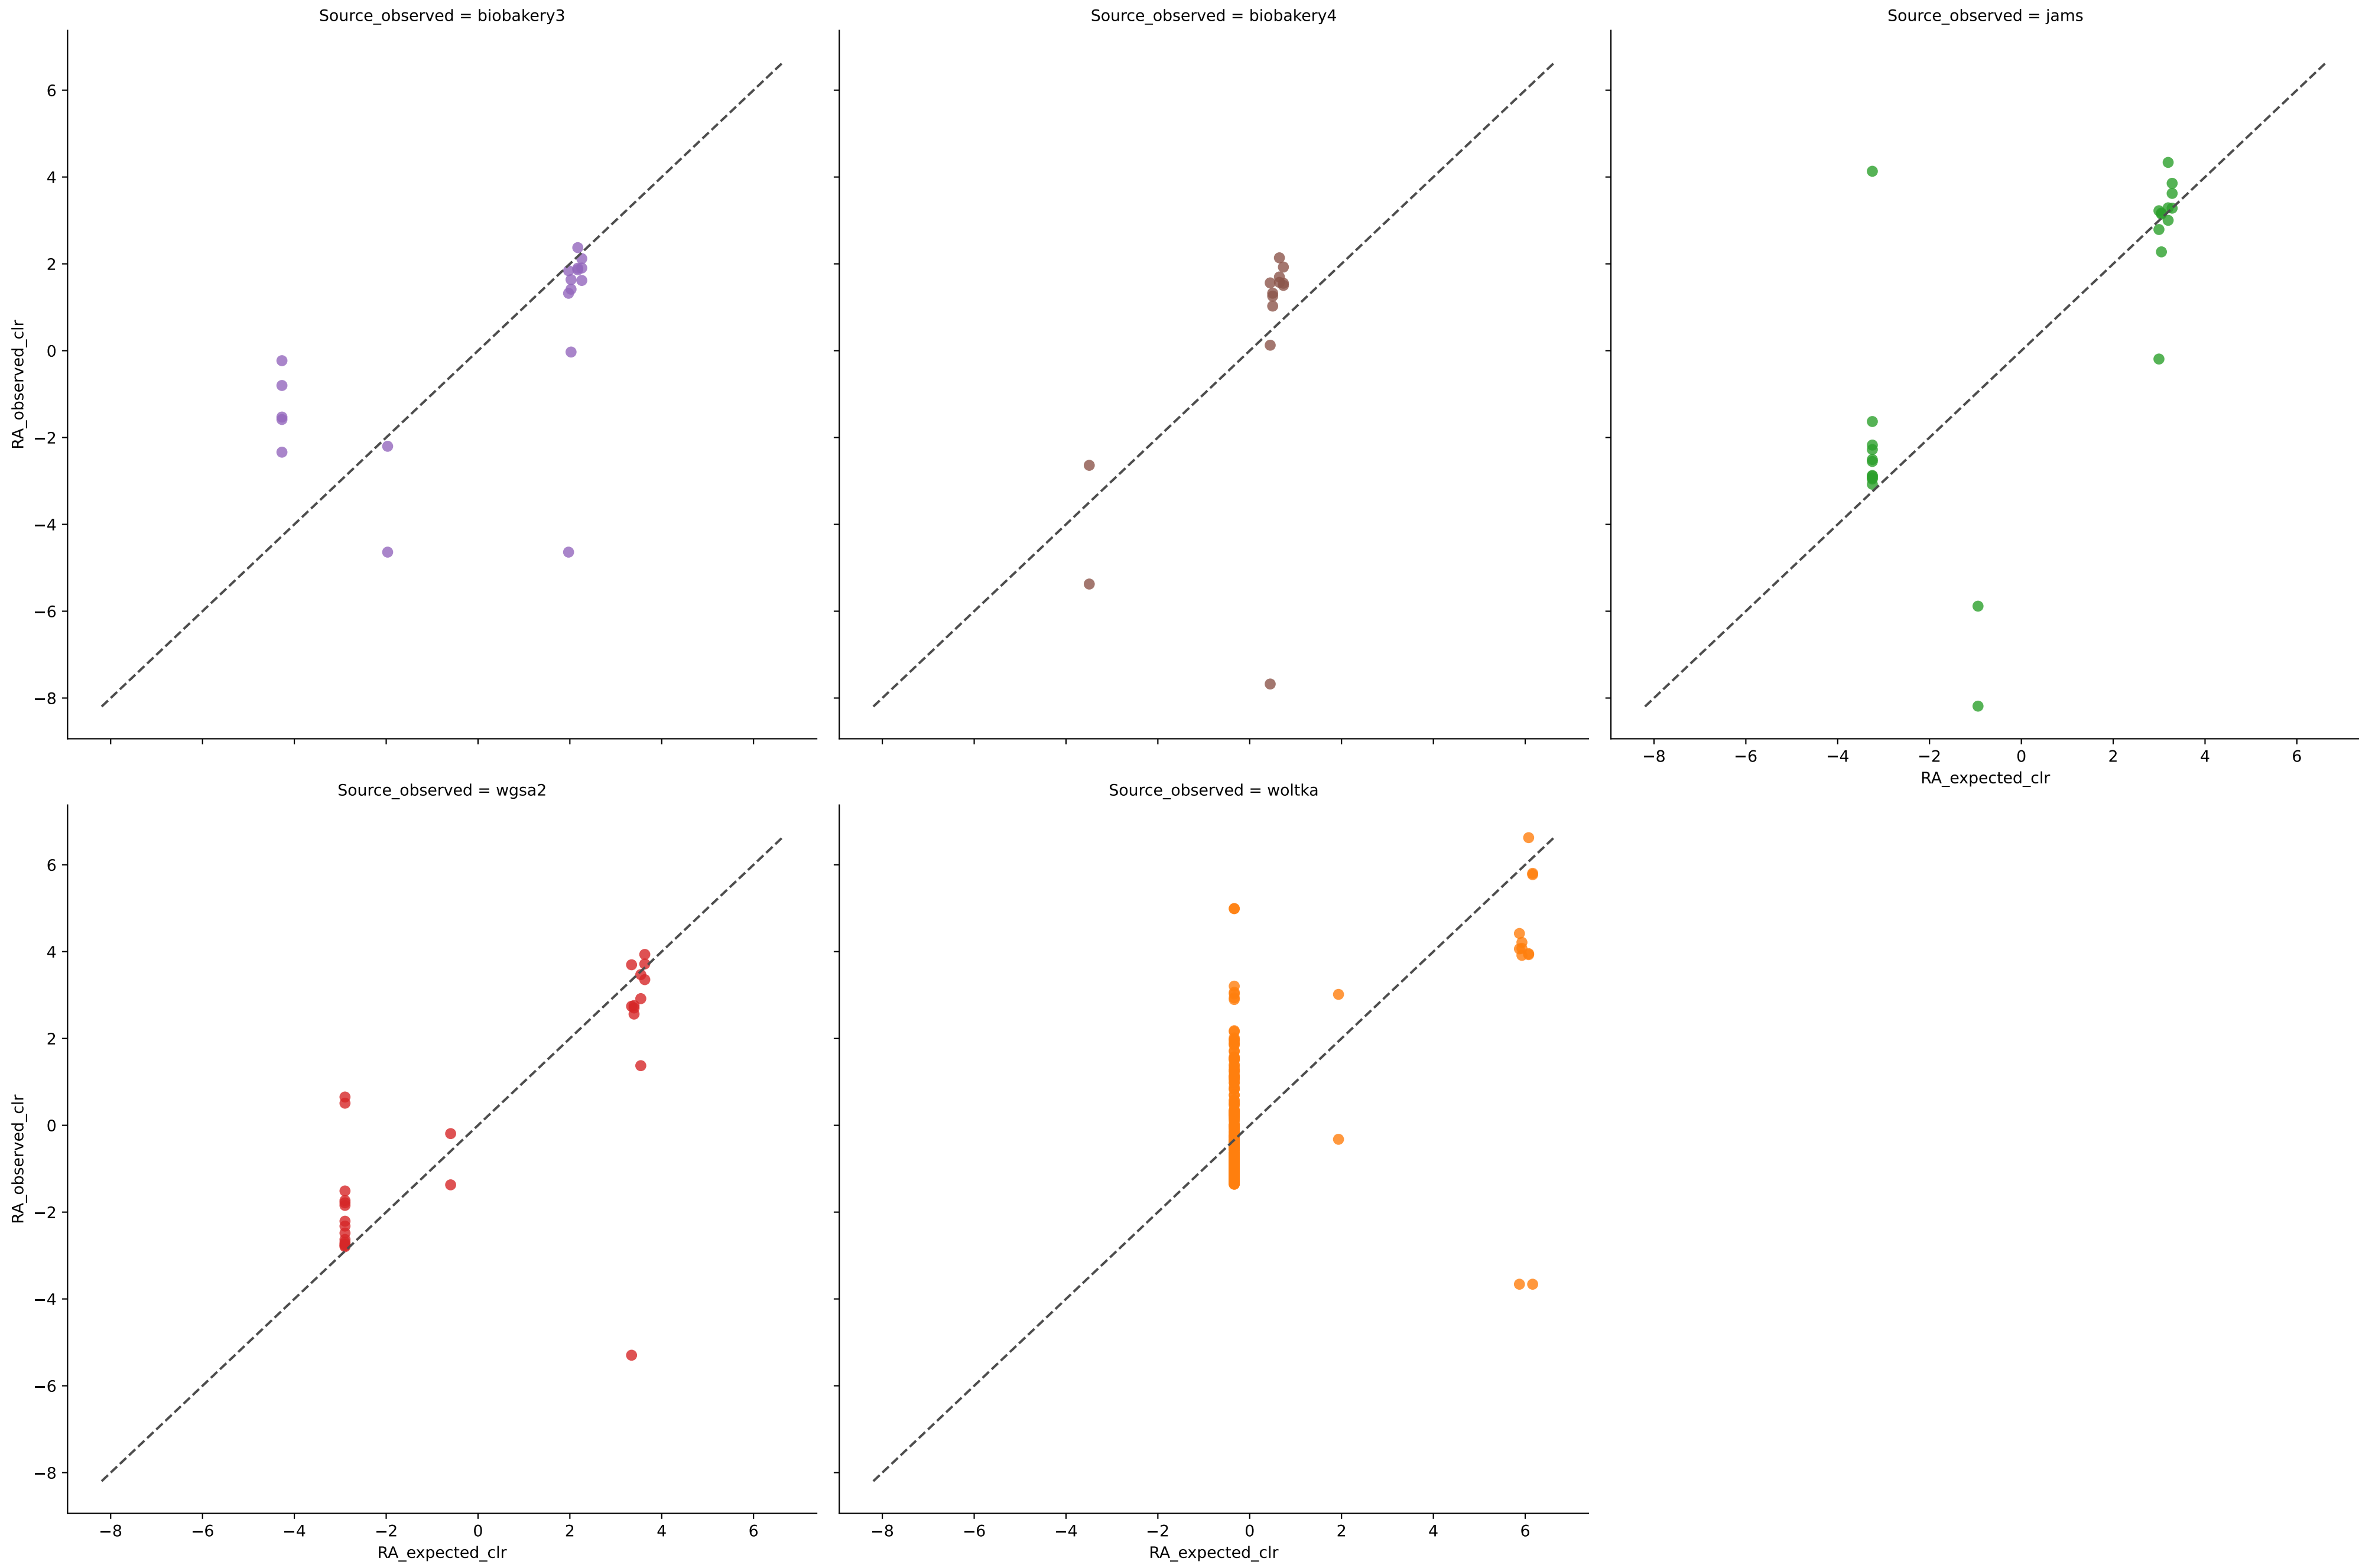 Source_observed = biobakery3
Source_observed = biobakery4
Source_observed = jams
RA_observed_clr
6
4
2
0
−2
−4
−6
−8
−8 −6 −4 −2 0 2 4 6
RA_expected_clr
Source_observed = wgsa2
Source_observed = woltka
RA_observed_clr
6
4
2
0
−2
−4
−6
−8
−8 −6 −4 −2 0 2 4 6
−8 −6 −4 −2 0 2 4 6
RA_expected_clr
RA_expected_clr